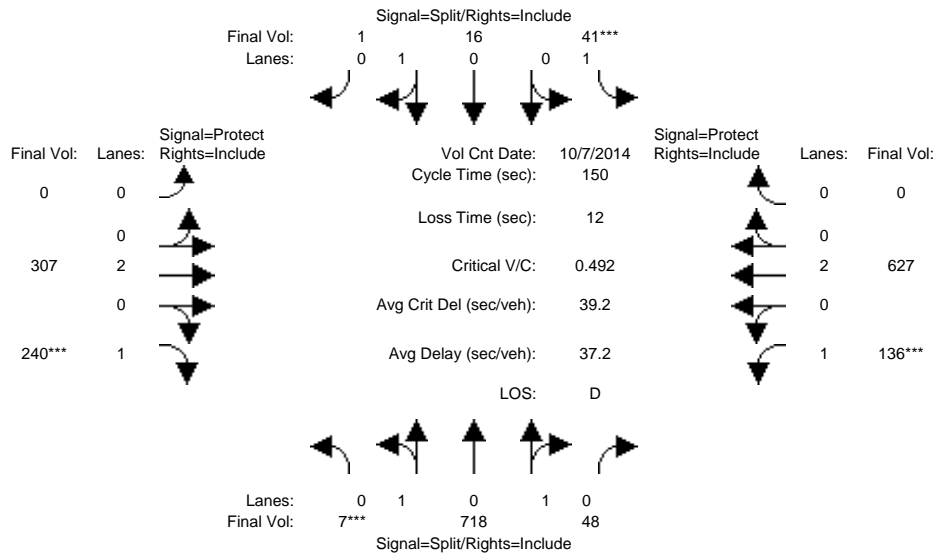 Signal=Split/Rights=Include
Final Vol: 1 16 41***
Lanes: 0 1 0 0 1
Signal=Protect Signal=Protect
Final Vol: Lanes: Rights=Include Vol Cnt Date: 10/7/2014 Rights=Include Lanes: Final Vol:
Cycle Time (sec): 150
0 0 0 0
Loss Time (sec): 12
0 0
307 2 Critical V/C: 0.492 2 627
0 Avg Crit Del (sec/veh): 39.2 0
240*** 1 Avg Delay (sec/veh): 37.2 1 136***
LOS: D
Lanes: 0 1 0 1 0
Final Vol: 7*** 718 48
Signal=Split/Rights=Include